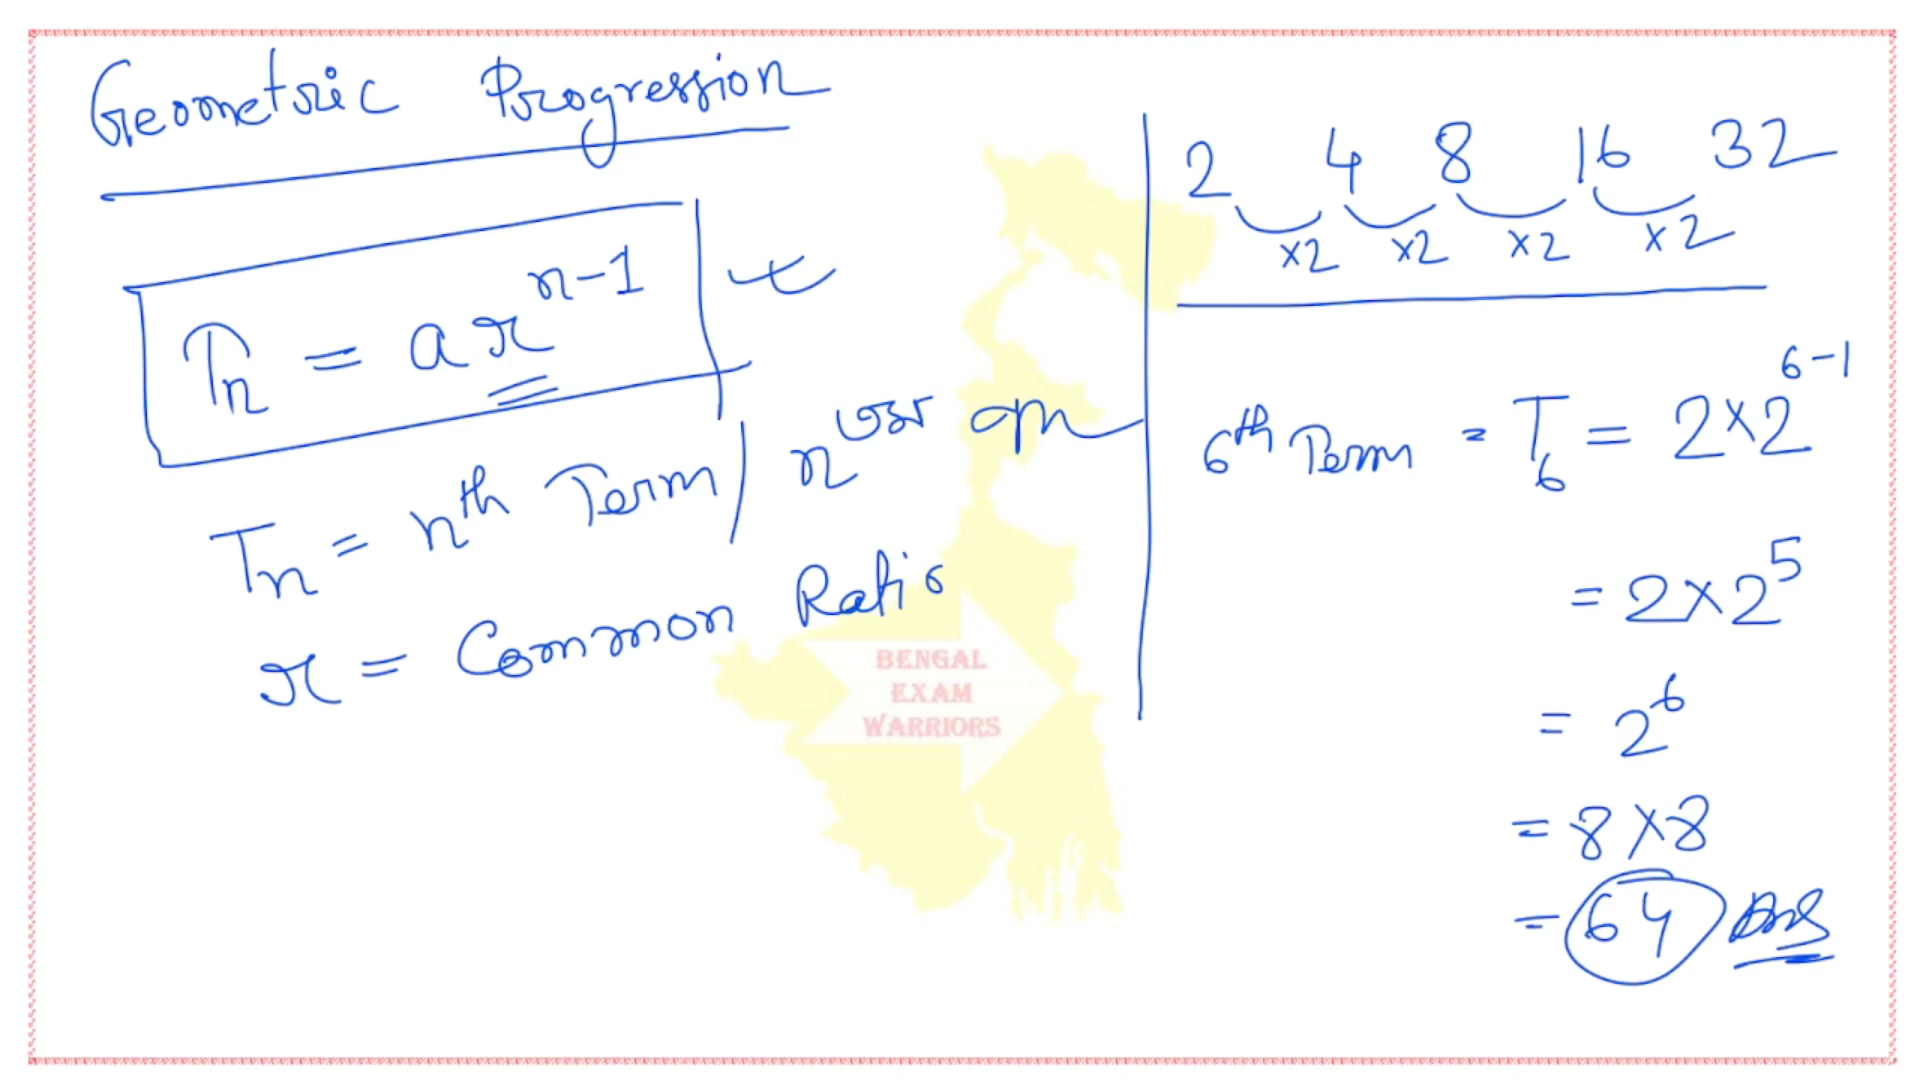 Geometric Progression
Tn = ar^n-1
Tn = nth Term / n তম পদ
r = Common Ratio
2 4 8 16 32
×2 ×2 ×2 ×2
6th Term = T6 = 2×2^6-1
= 2×2^5
= 2^6
= 8×8
= 64 Ans
BENGAL
EXAM
WARRIORS